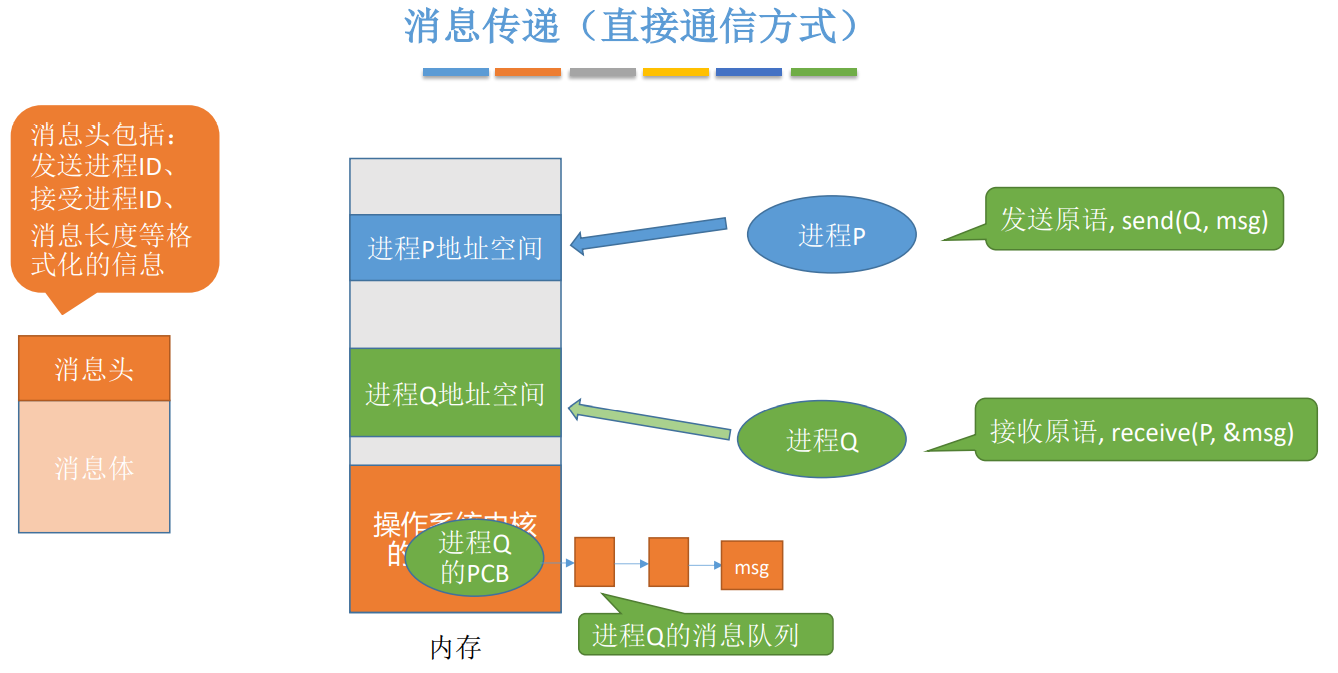 消息传递（直接通信方式）
消息头包括：
发送进程ID、
接受进程ID、
消息长度等格
式化的信息
消息头
消息体
进程P地址空间
进程Q地址空间
操作系统内核
的
进程Q
的PCB
内存
进程P
发送原语, send(Q, msg)
进程Q
接收原语, receive(P, &msg)
msg
进程Q的消息队列